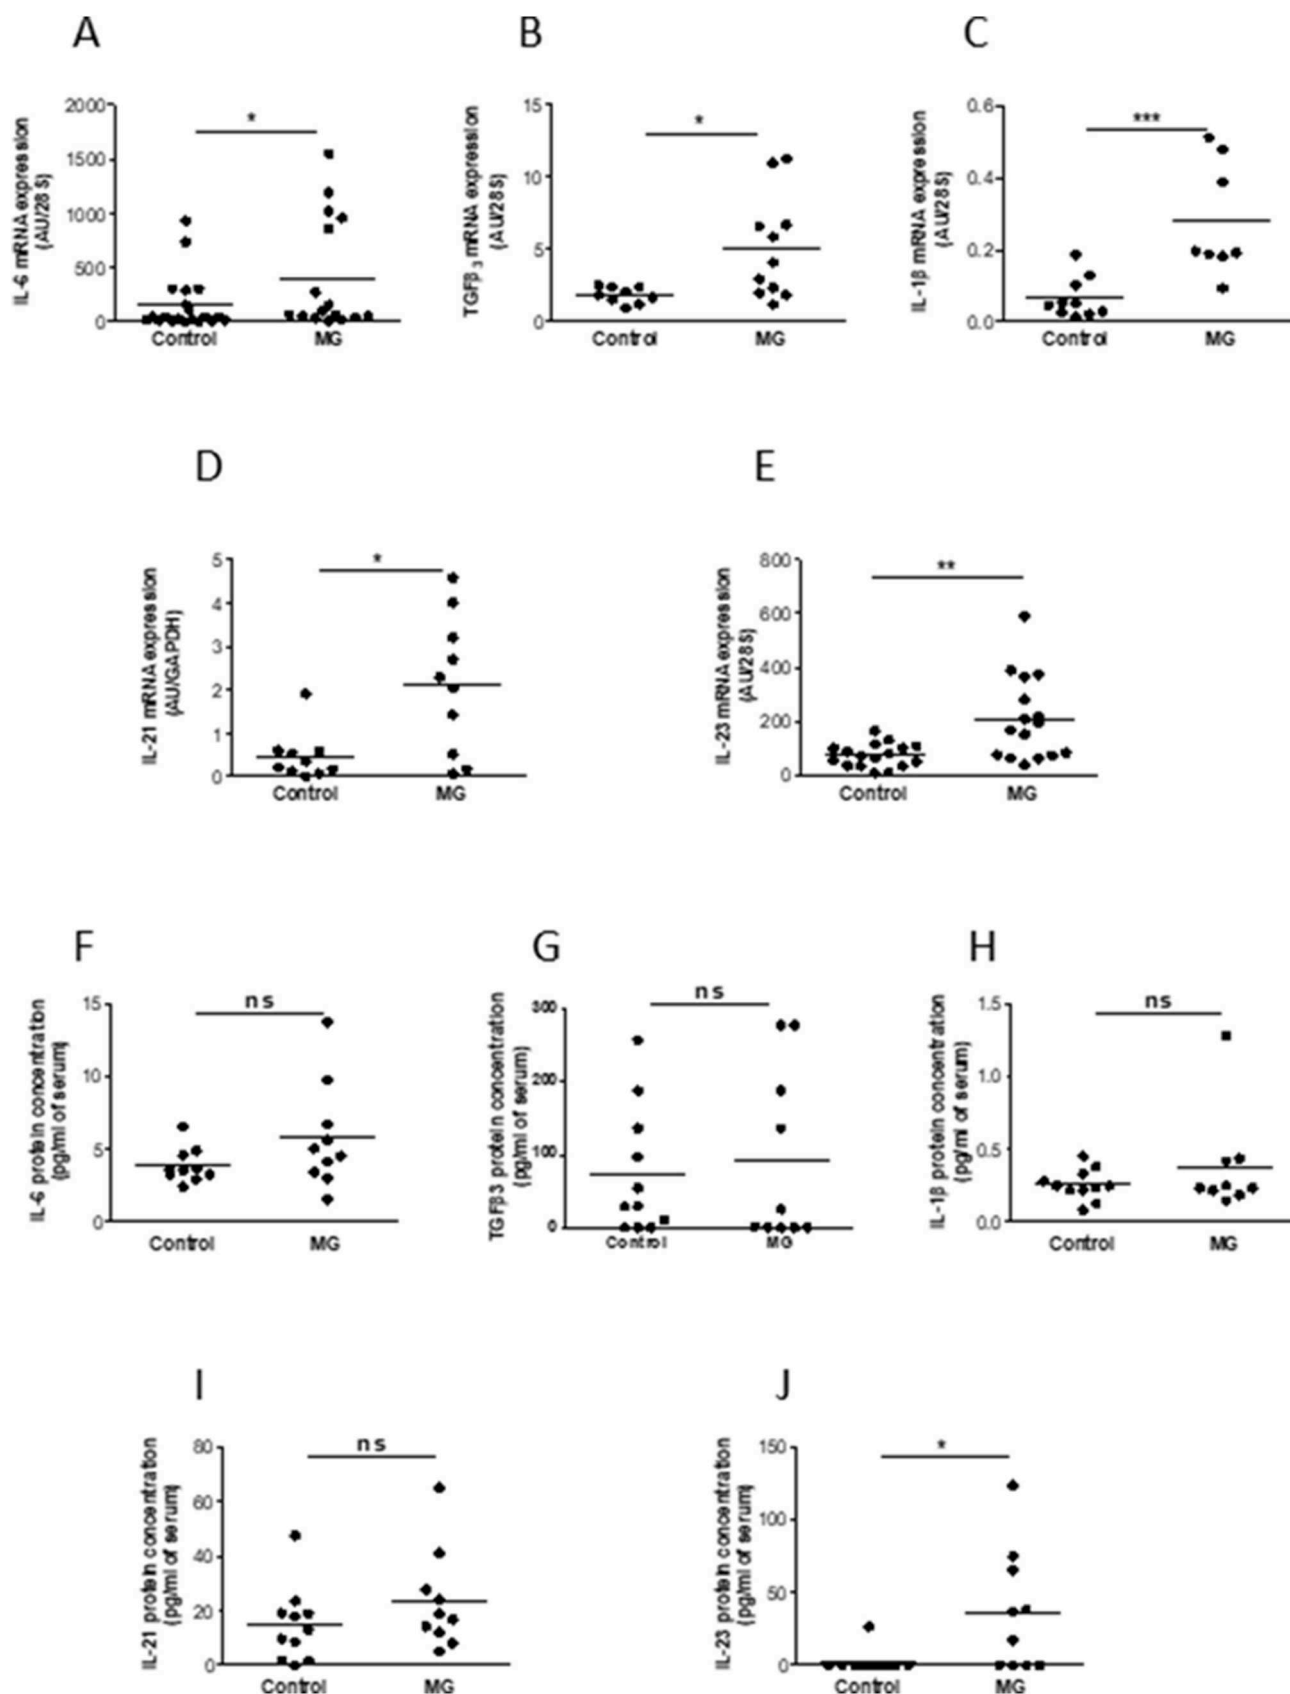 A
B
C
IL-6 mRNA expression
(AU/28S)
2000
1500
1000
500
0
*
Control
MG
TGFβ3 mRNA expression
(AU/28S)
15
10
5
0
*
Control
MG
IL-1β mRNA expression
(AU/28S)
0.6
0.4
0.2
0.0
***
Control
MG
D
E
IL-21 mRNA expression
(AU/GAPDH)
5
4
3
2
1
0
*
Control
MG
IL-23 mRNA expression
(AU/28S)
800
600
400
200
0
**
Control
MG
F
G
H
IL-6 protein concentration
(pg/ml of serum)
15
10
5
0
ns
Control
MG
TGFβ3 protein concentration
(pg/ml of serum)
300
200
100
0
ns
Control
MG
IL-1β protein concentration
(pg/ml of serum)
1.5
1.0
0.5
0.0
ns
Control
MG
I
J
IL-21 protein concentration
(pg/ml of serum)
80
60
40
20
0
ns
Control
MG
IL-23 protein concentration
(pg/ml of serum)
150
100
50
0
*
Control
MG